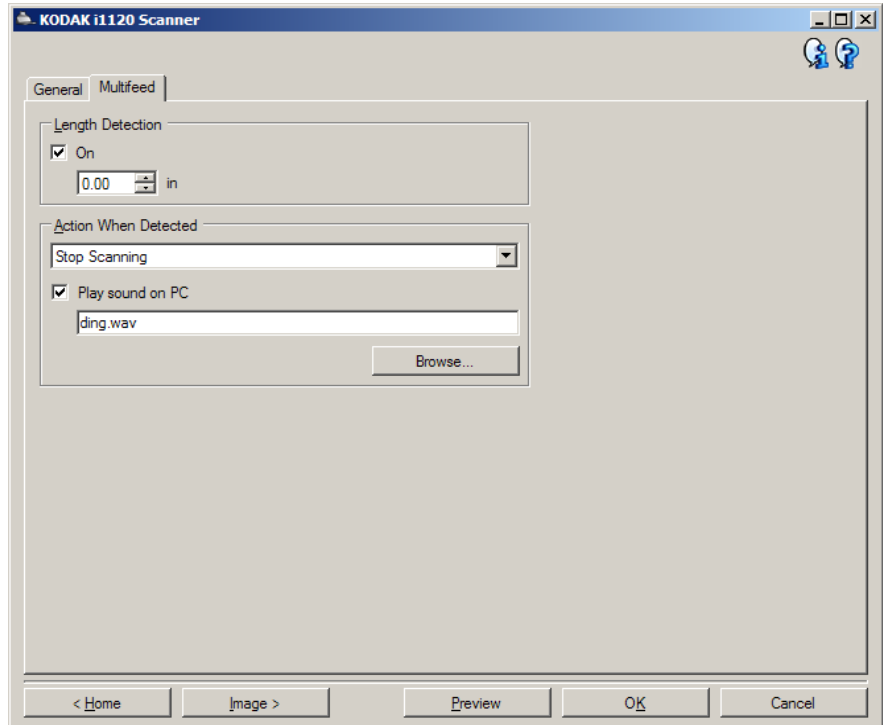 KODAK i1120 Scanner
General Multifeed
Length Detection
On
0.00 in
Action When Detected
Stop Scanning
Play sound on PC
ding.wav
Browse...
< Home Image > Preview OK Cancel